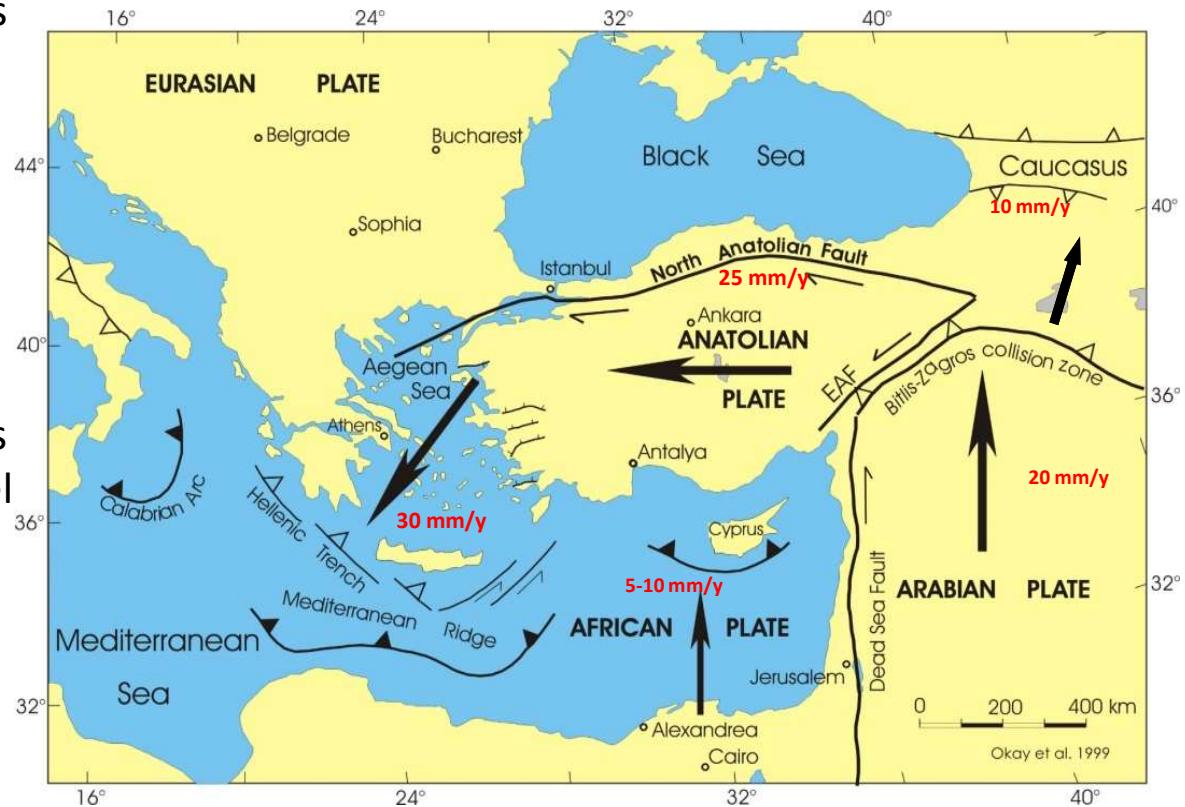 s
16°
24°
32°
40°
EURASIAN PLATE
Belgrade
Bucharest
Black Sea
Caucasus
44°
10 mm/y
40°
Sophia
Istanbul
North Anatolian Fault
25 mm/y
Ankara
ANATOLIAN
PLATE
40°
Aegean
Sea
EAF
Bitlis-Zagros collision zone
36°
Athens
s
Antalya
20 mm/y
el
Calabrian Arc
Hellenic
Trench
30 mm/y
36°
Cyprus
5-10 mm/y
32°
ARABIAN PLATE
Mediterranean
Ridge
AFRICAN PLATE
Mediterranean
Sea
Dead Sea Fault
Jerusalem
32°
0 200 400 km
Alexandrea
Cairo
Okay et al. 1999
16°
24°
32°
40°